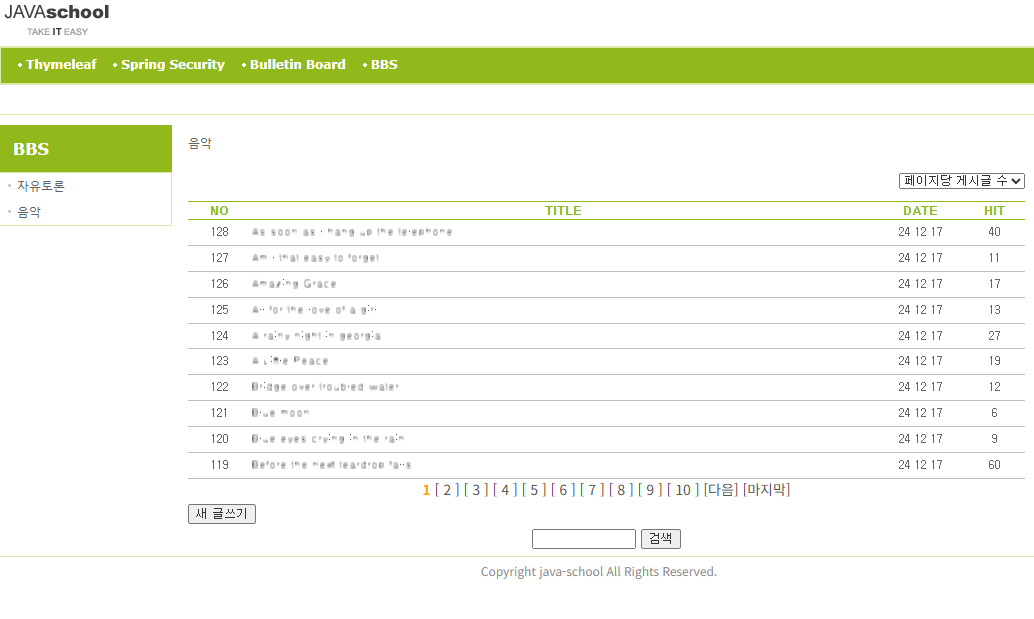 JAVAschool
TAKE IT EASY
Thymeleaf Spring Security Bulletin Board BBS
BBS
자유토론
음악
음악
페이지당 게시글 수
NO TITLE DATE HIT
128 As soon as I hang up the telephone 24 12 17 40
127 Am I that easy to forget 24 12 17 11
126 Amazing Grace 24 12 17 17
125 All for the love of a girl 24 12 17 13
124 A rainy night in georgia 24 12 17 27
123 A Little Peace 24 12 17 19
122 Bridge over troubled water 24 12 17 12
121 Blue moon 24 12 17 6
120 Blue eyes crying in the rain 24 12 17 9
119 Before the next teardrop falls 24 12 17 60
1 [ 2 ] [ 3 ] [ 4 ] [ 5 ] [ 6 ] [ 7 ] [ 8 ] [ 9 ] [ 10 ] [다음] [마지막]
새 글쓰기
검색
Copyright java-school All Rights Reserved.